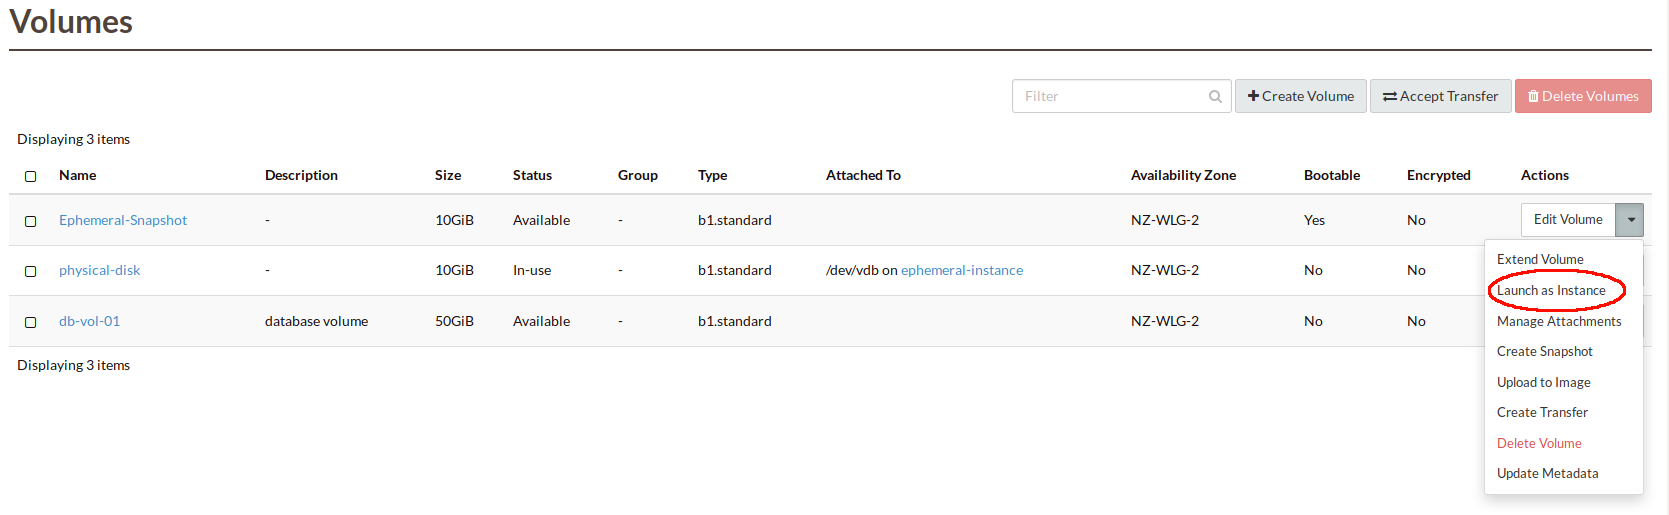 Volumes
Filter Create Volume Accept Transfer Delete Volumes
Displaying 3 items
Name Description Size Status Group Type Attached To Availability Zone Bootable Encrypted Actions
Ephemeral-Snapshot - 10GiB Available - b1.standard NZ-WLG-2 Yes No Edit Volume
physical-disk - 10GiB In-use - b1.standard /dev/vdb on ephemeral-instance NZ-WLG-2 No No
db-vol-01 database volume 50GiB Available - b1.standard NZ-WLG-2 No No
Displaying 3 items
Extend Volume
Launch as Instance
Manage Attachments
Create Snapshot
Upload to Image
Create Transfer
Delete Volume
Update Metadata